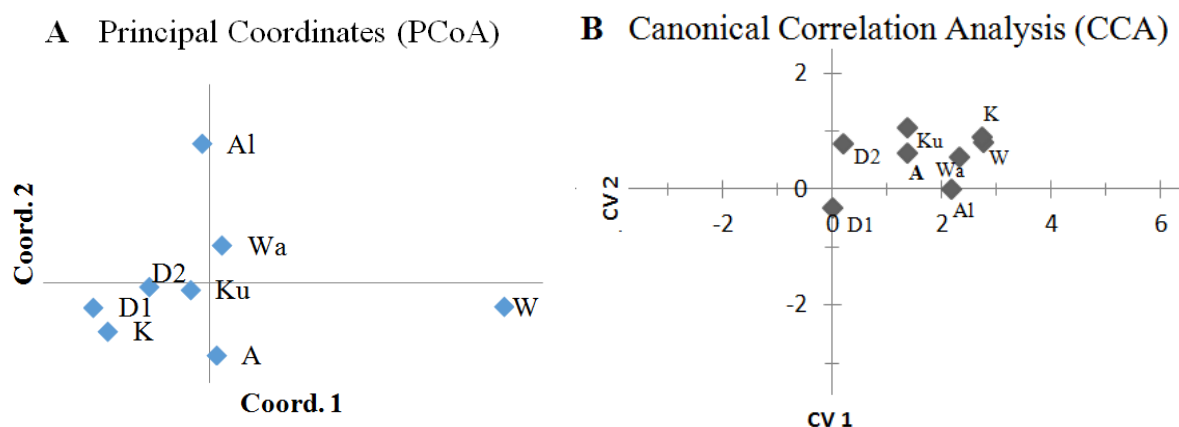 A Principal Coordinates (PCoA)
Al
Wa
D2
Ku
D1
W
K
A
Coord. 2
Coord. 1
B Canonical Correlation Analysis (CCA)
2
K
Ku
W
D2
A
Wa
0
Al
D1
-2
0
2
4
6
-2
CV 2
CV 1